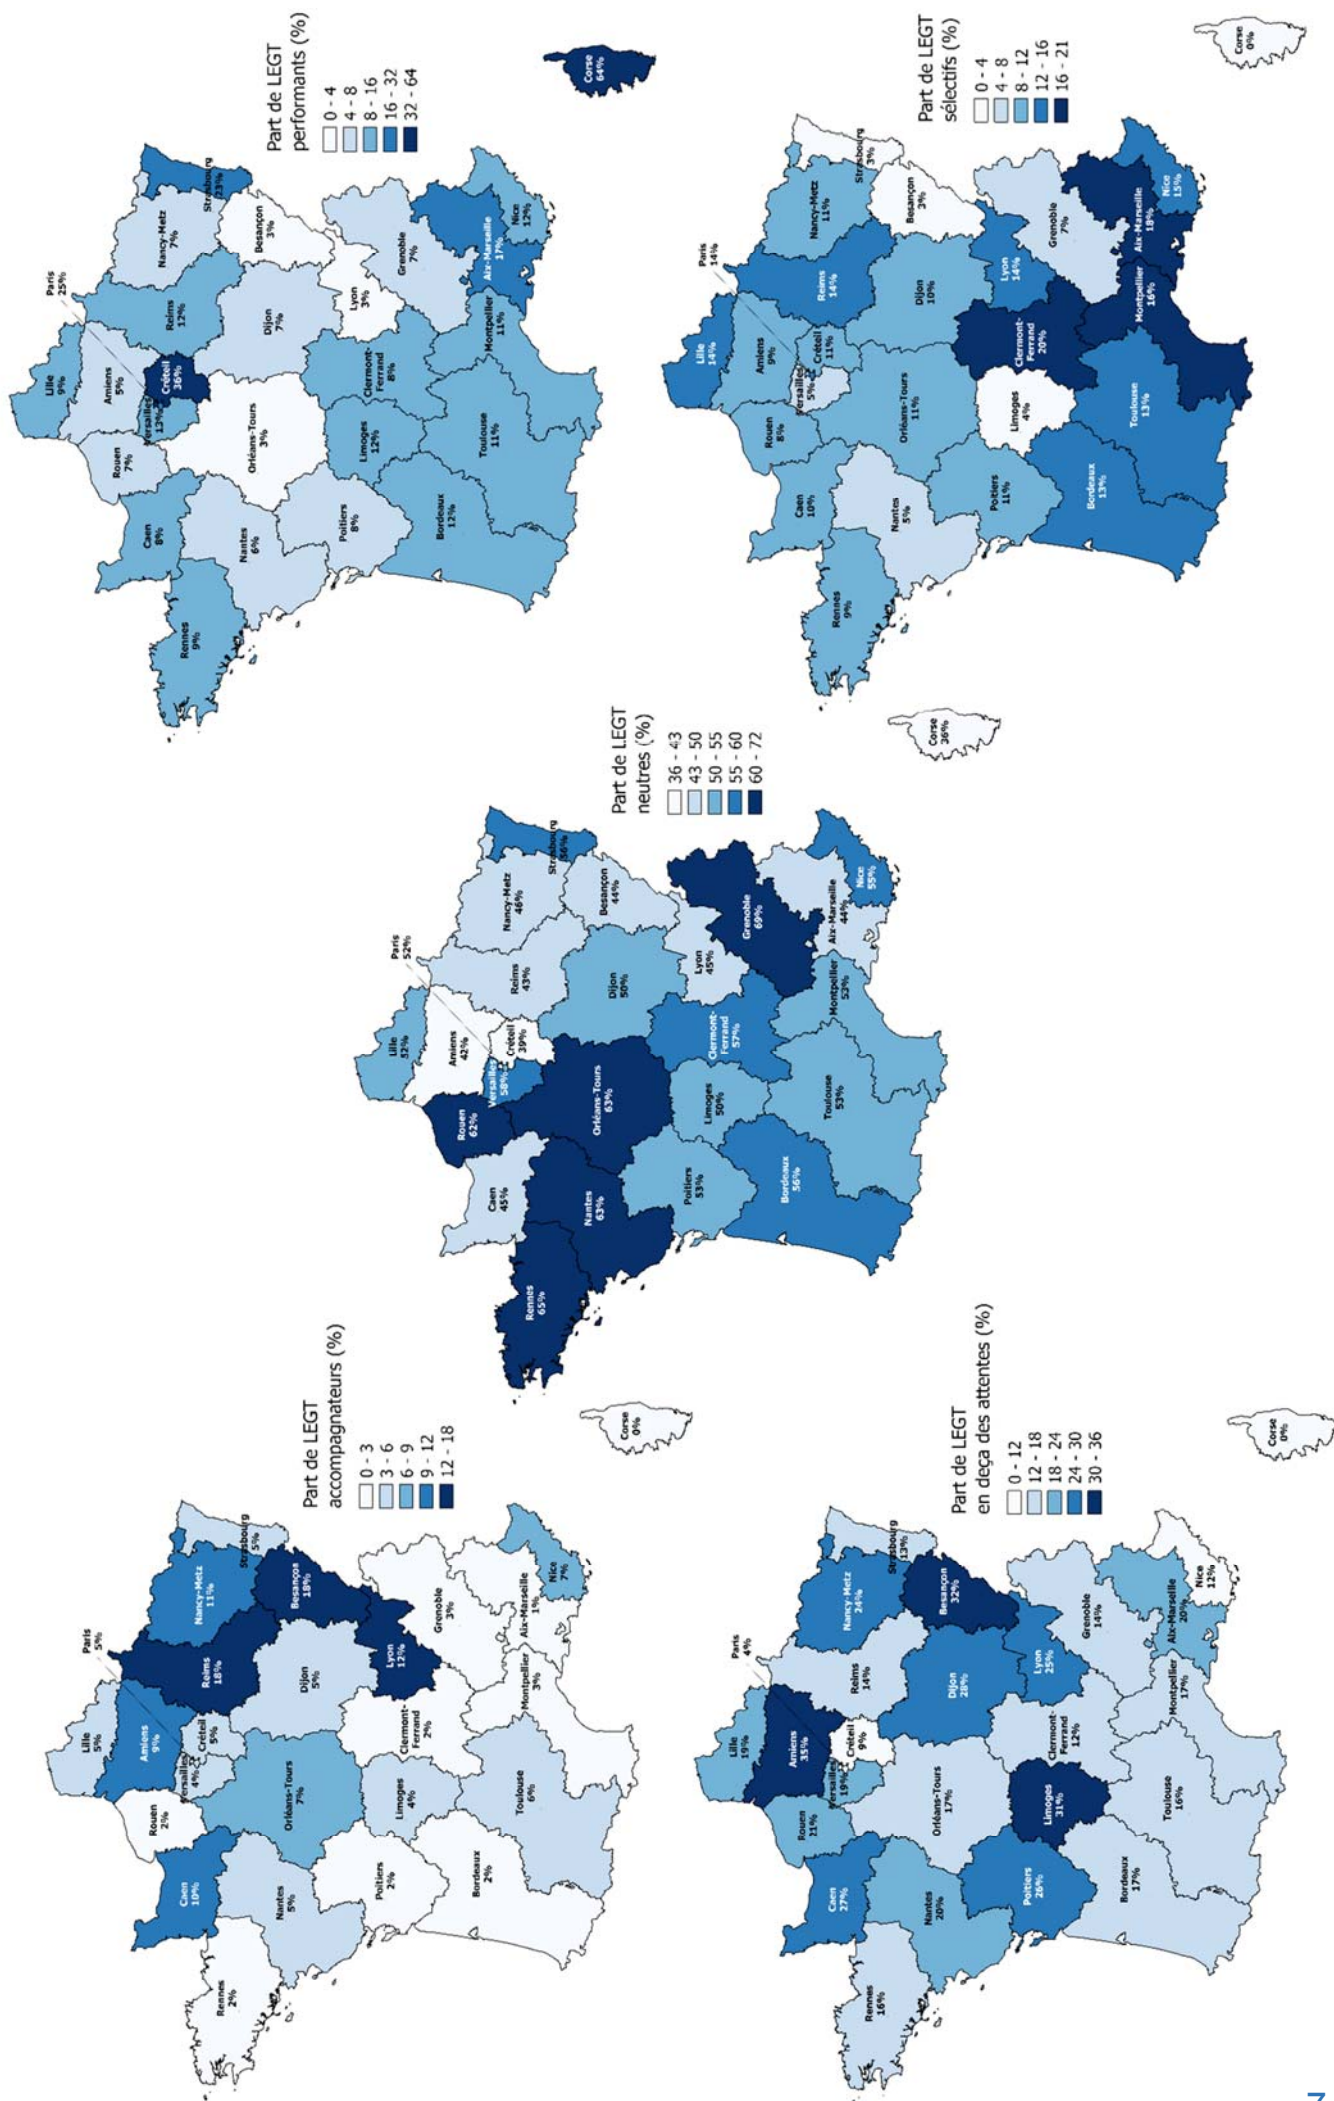 Part de LEGT
performants (%)
0 - 4
4 - 8
8 - 16
16 - 32
32 - 64
Paris
25%
Lille
9%
Amiens
5%
Rouen
7%
Caen
8%
Rennes
9%
Reims
12%
Nancy-Metz
7%
Strasbourg
23%
Créteil
36%
Versailles
13%
Orléans-Tours
3%
Nantes
6%
Dijon
7%
Besançon
3%
Poitiers
8%
Limoges
12%
Clermont-
Ferrand
8%
Lyon
3%
Grenoble
7%
Bordeaux
12%
Toulouse
11%
Montpellier
11%
Aix-Marseille
17%
Nice
12%
Corse
64%
Part de LEGT
sélectifs (%)
0 - 4
4 - 8
8 - 12
12 - 16
16 - 21
Paris
14%
Lille
14%
Amiens
9%
Rouen
8%
Caen
10%
Rennes
9%
Reims
14%
Nancy-Metz
11%
Strasbourg
3%
Créteil
11%
Versailles
5%
Orléans-Tours
11%
Nantes
5%
Dijon
10%
Besançon
3%
Poitiers
11%
Limoges
4%
Clermont-
Ferrand
20%
Lyon
14%
Grenoble
7%
Bordeaux
13%
Toulouse
13%
Montpellier
16%
Aix-Marseille
18%
Nice
15%
Corse
0%
Part de LEGT
neutres (%)
36 - 43
43 - 50
50 - 55
55 - 60
60 - 72
Paris
52%
Lille
52%
Amiens
42%
Rouen
62%
Caen
45%
Rennes
65%
Reims
43%
Nancy-Metz
46%
Strasbourg
56%
Créteil
39%
Versailles
58%
Orléans-Tours
63%
Nantes
63%
Dijon
50%
Besançon
44%
Poitiers
53%
Limoges
50%
Clermont-
Ferrand
57%
Lyon
45%
Grenoble
69%
Bordeaux
56%
Toulouse
53%
Montpellier
53%
Aix-Marseille
44%
Nice
55%
Corse
36%
Part de LEGT
accompagnateurs (%)
0 - 3
3 - 6
6 - 9
9 - 12
12 - 18
Paris
5%
Lille
5%
Amiens
9%
Rouen
2%
Caen
10%
Rennes
2%
Reims
18%
Nancy-Metz
11%
Strasbourg
5%
Créteil
5%
Versailles
4%
Orléans-Tours
7%
Nantes
5%
Dijon
5%
Besançon
18%
Poitiers
2%
Limoges
4%
Clermont-
Ferrand
2%
Lyon
12%
Grenoble
3%
Bordeaux
2%
Toulouse
6%
Montpellier
3%
Aix-Marseille
1%
Nice
7%
Corse
0%
Part de LEGT
en deça des attentes (%)
0 - 12
12 - 18
18 - 24
24 - 30
30 - 36
Paris
4%
Lille
19%
Amiens
35%
Rouen
21%
Caen
27%
Rennes
16%
Reims
14%
Nancy-Metz
24%
Strasbourg
13%
Créteil
9%
Versailles
19%
Orléans-Tours
17%
Nantes
20%
Dijon
28%
Besançon
32%
Poitiers
26%
Limoges
31%
Clermont-
Ferrand
12%
Lyon
25%
Grenoble
14%
Bordeaux
17%
Toulouse
16%
Montpellier
17%
Aix-Marseille
20%
Nice
12%
Corse
0%